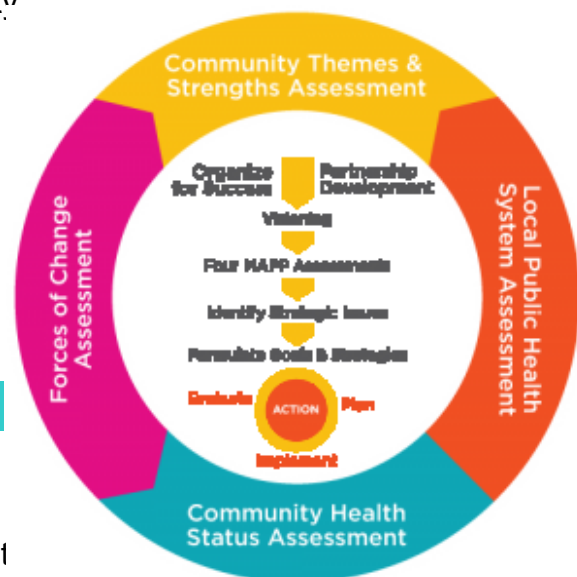 Community Themes &
Strengths Assessment
Organize
for Success
Partnership
Development
Visioning
Four MAPP Assessments
Identify Strategic Issues
Formulate Goals & Strategies
Evaluate
ACTION
Plan
Implement
Forces of Change
Assessment
Local Public Health
System Assessment
Community Health
Status Assessment